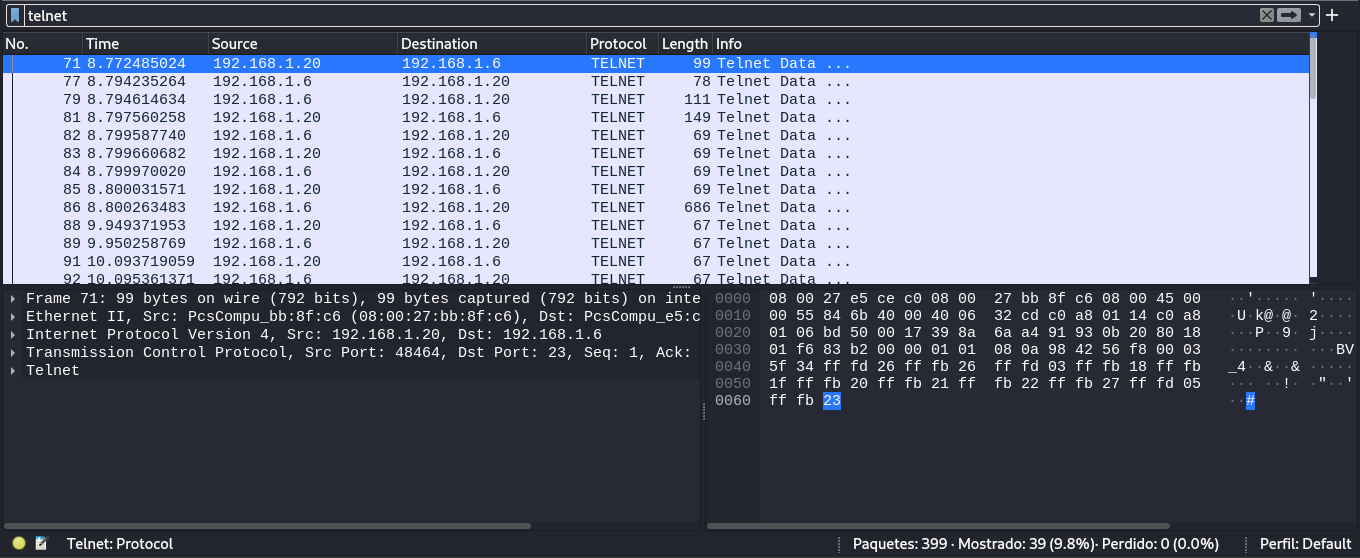 telnet
No. Time Source Destination Protocol Length Info
71 8.772485024 192.168.1.20 192.168.1.6 TELNET 99 Telnet Data ...
77 8.794235264 192.168.1.6 192.168.1.20 TELNET 78 Telnet Data ...
79 8.794614634 192.168.1.6 192.168.1.20 TELNET 111 Telnet Data ...
81 8.797560258 192.168.1.20 192.168.1.6 TELNET 149 Telnet Data ...
82 8.799587740 192.168.1.6 192.168.1.20 TELNET 69 Telnet Data ...
83 8.799660682 192.168.1.20 192.168.1.6 TELNET 69 Telnet Data ...
84 8.799970020 192.168.1.6 192.168.1.20 TELNET 69 Telnet Data ...
85 8.800031571 192.168.1.20 192.168.1.6 TELNET 69 Telnet Data ...
86 8.800263483 192.168.1.6 192.168.1.20 TELNET 686 Telnet Data ...
88 9.949371953 192.168.1.20 192.168.1.6 TELNET 67 Telnet Data ...
89 9.950258769 192.168.1.6 192.168.1.20 TELNET 67 Telnet Data ...
91 10.093719059 192.168.1.20 192.168.1.6 TELNET 67 Telnet Data ...
92 10.095361371 192.168.1.6 192.168.1.20 TELNET 67 Telnet Data ...
Frame 71: 99 bytes on wire (792 bits), 99 bytes captured (792 bits) on inte
Ethernet II, Src: PcsCompu_bb:8f:c6 (08:00:27:bb:8f:c6), Dst: PcsCompu_e5:c
Internet Protocol Version 4, Src: 192.168.1.20, Dst: 192.168.1.6
Transmission Control Protocol, Src Port: 48464, Dst Port: 23, Seq: 1, Ack:
Telnet
0000 08 00 27 e5 ce c0 08 00 27 bb 8f c6 08 00 45 00 ··'····· '·····E·
0010 00 55 84 6b 40 00 40 06 32 cd c0 a8 01 14 c0 a8 ·U·k@·@· 2·······
0020 01 06 bd 50 00 17 39 8a 6a a4 91 93 0b 20 80 18 ···P··9· j···· ··
0030 01 f6 83 b2 00 00 01 01 08 0a 98 42 56 f8 00 03 ········ ···BV···
0040 5f 34 ff fd 26 ff fb 26 ff fd 03 ff fb 18 ff fb _4··&··& ········
0050 1f ff fb 20 ff fb 21 ff fb 22 ff fb 27 ff fd 05 ··· ··!· ·"··'···
0060 ff fb 23 ··#
Telnet: Protocol Paquetes: 399 · Mostrado: 39 (9.8%)· Perdido: 0 (0.0%) Perfil: Default